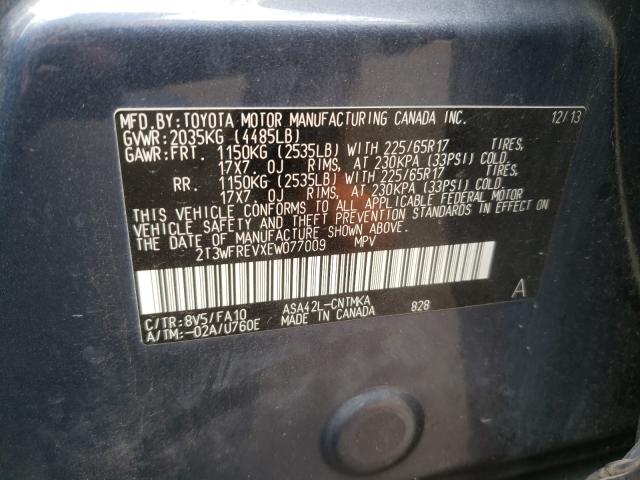 MFD. BY: TOYOTA MOTOR MANUFACTURING CANADA INC. 12/13
GVWR: 2035KG (4485LB)
GAWR: FRT. 1150KG (2535LB) WITH 225/65R17 TIRES,
17X7.0J RIMS, AT 230KPA (33PSI) COLD.
RR. 1150KG (2535LB) WITH 225/65R17 TIRES,
17X7.0J RIMS, AT 230KPA (33PSI) COLD.
THIS VEHICLE CONFORMS TO ALL APPLICABLE FEDERAL MOTOR
VEHICLE SAFETY AND THEFT PREVENTION STANDARDS IN EFFECT ON
THE DATE OF MANUFACTURE SHOWN ABOVE.
2T3WFREVXEW077009 MPV
A
C/TR: 8V5/FA10 ASA42L-CNTMKA 828
A/TM: -02A/U760E MADE IN CANADA